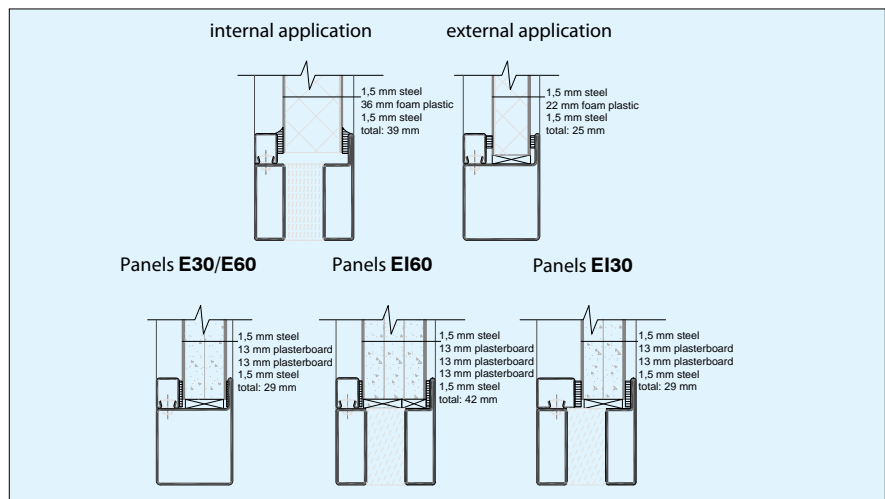 internal application
external application
1,5 mm steel
36 mm foam plastic
1,5 mm steel
total: 39 mm
1,5 mm steel
22 mm foam plastic
1,5 mm steel
total: 25 mm
Panels E30/E60
Panels EI60
Panels EI30
1,5 mm steel
13 mm plasterboard
13 mm plasterboard
1,5 mm steel
total: 29 mm
1,5 mm steel
13 mm plasterboard
13 mm plasterboard
13 mm plasterboard
1,5 mm steel
total: 42 mm
1,5 mm steel
13 mm plasterboard
13 mm plasterboard
1,5 mm steel
total: 29 mm